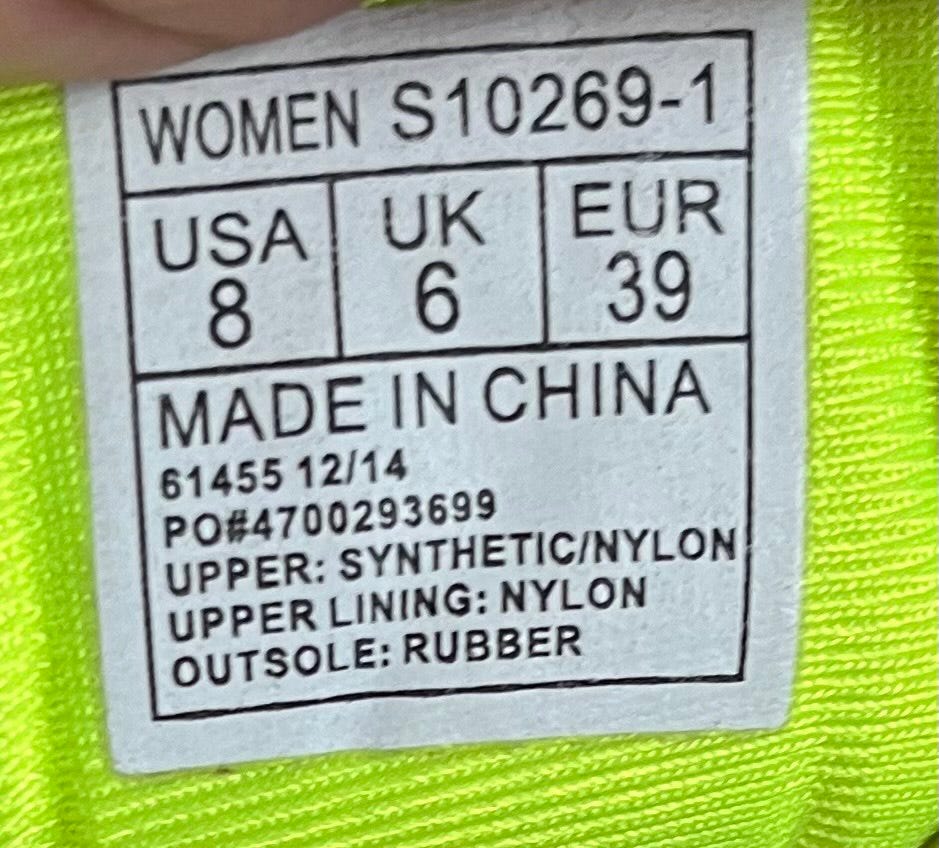 WOMEN S10269-1
USA UK EUR
8 6 39
MADE IN CHINA
61455 12/14
PO#4700293699
UPPER: SYNTHETIC/NYLON
UPPER LINING: NYLON
OUTSOLE: RUBBER